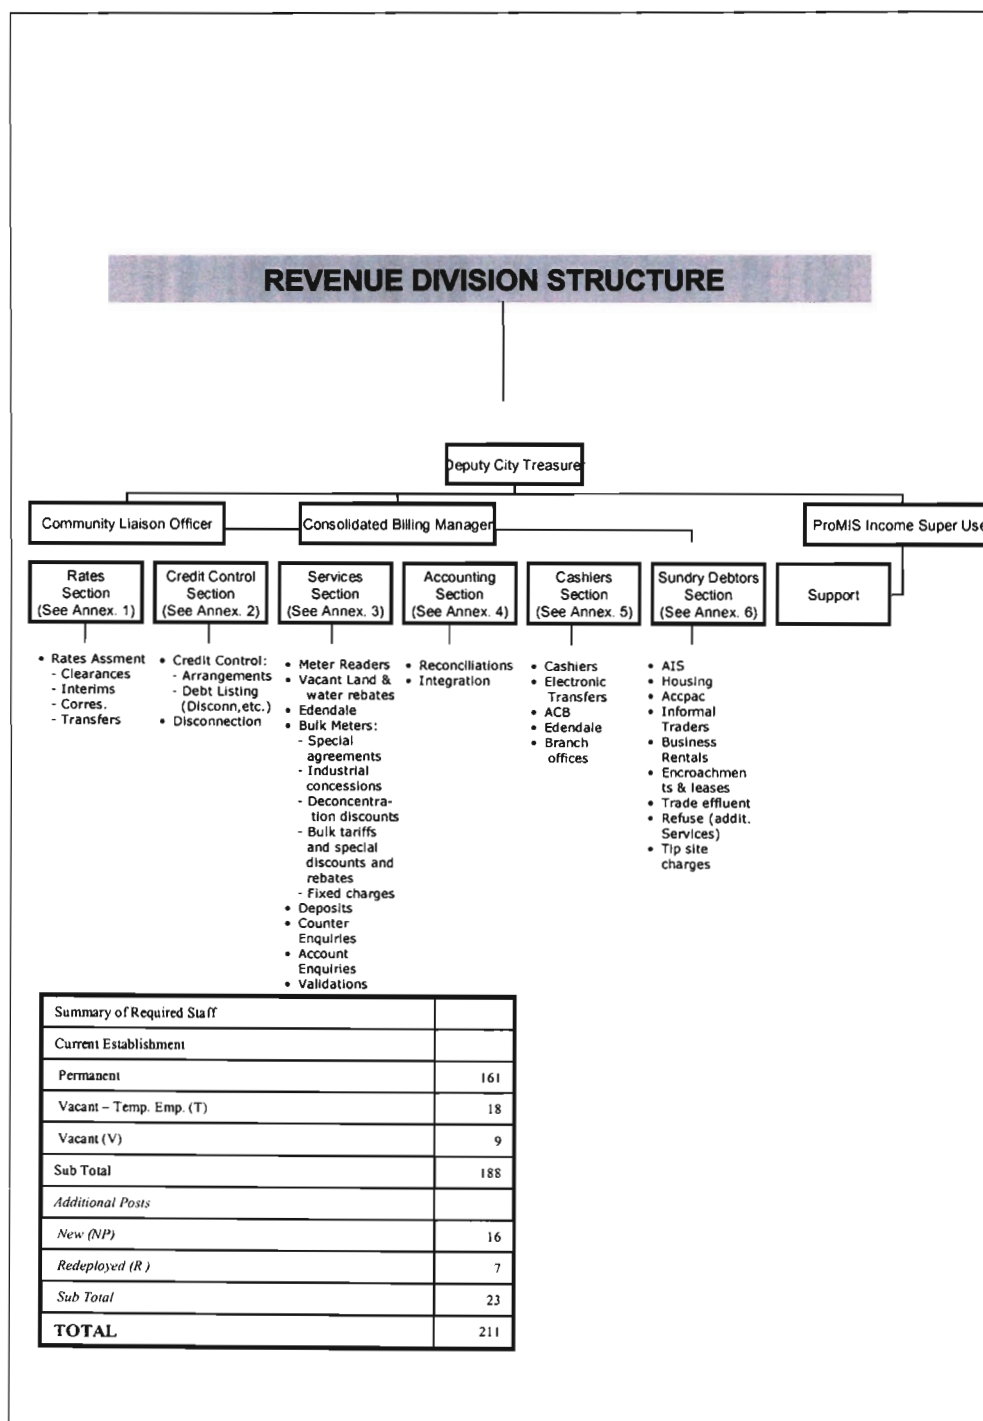 REVENUE DIVISION STRUCTURE
Deputy City Treasurer
Community Liaison Officer
Consolidated Billing Manager
ProMIS Income Super Use
Rates
Section
(See Annex. 1)
Credit Control
Section
(See Annex. 2)
Services
Section
(See Annex. 3)
Accounting
Section
(See Annex. 4)
Cashiers
Section
(See Annex. 5)
Sundry Debtors
Section
(See Annex. 6)
Support
• Rates Assment
- Clearances
- Interims
- Corres.
- Transfers
• Credit Control:
- Arrangements
- Debt Listing
(Disconn,etc.)
• Disconnection
• Meter Readers
• Vacant Land &
water rebates
• Edendale
• Bulk Meters:
- Special
agreements
- Industrial
concessions
- Deconcentra-
tion discounts
- Bulk tariffs
and special
discounts and
rebates
- Fixed charges
• Deposits
• Counter
Enquiries
• Account
Enquiries
• Validations
• Reconciliations
• Integration
• Cashiers
• Electronic
Transfers
• ACB
• Edendale
• Branch
offices
• AIS
• Housing
• Accpac
• Informal
Traders
• Business
Rentals
• Encroachmen
ts & leases
• Trade effluent
• Refuse (addit.
Services)
• Tip site
charges
Summary of Required Staff
Current Establishment
Permanent 161
Vacant – Temp. Emp. (T) 18
Vacant (V) 9
Sub Total 188
Additional Posts
New (NP) 16
Redeployed (R ) 7
Sub Total 23
TOTAL 211